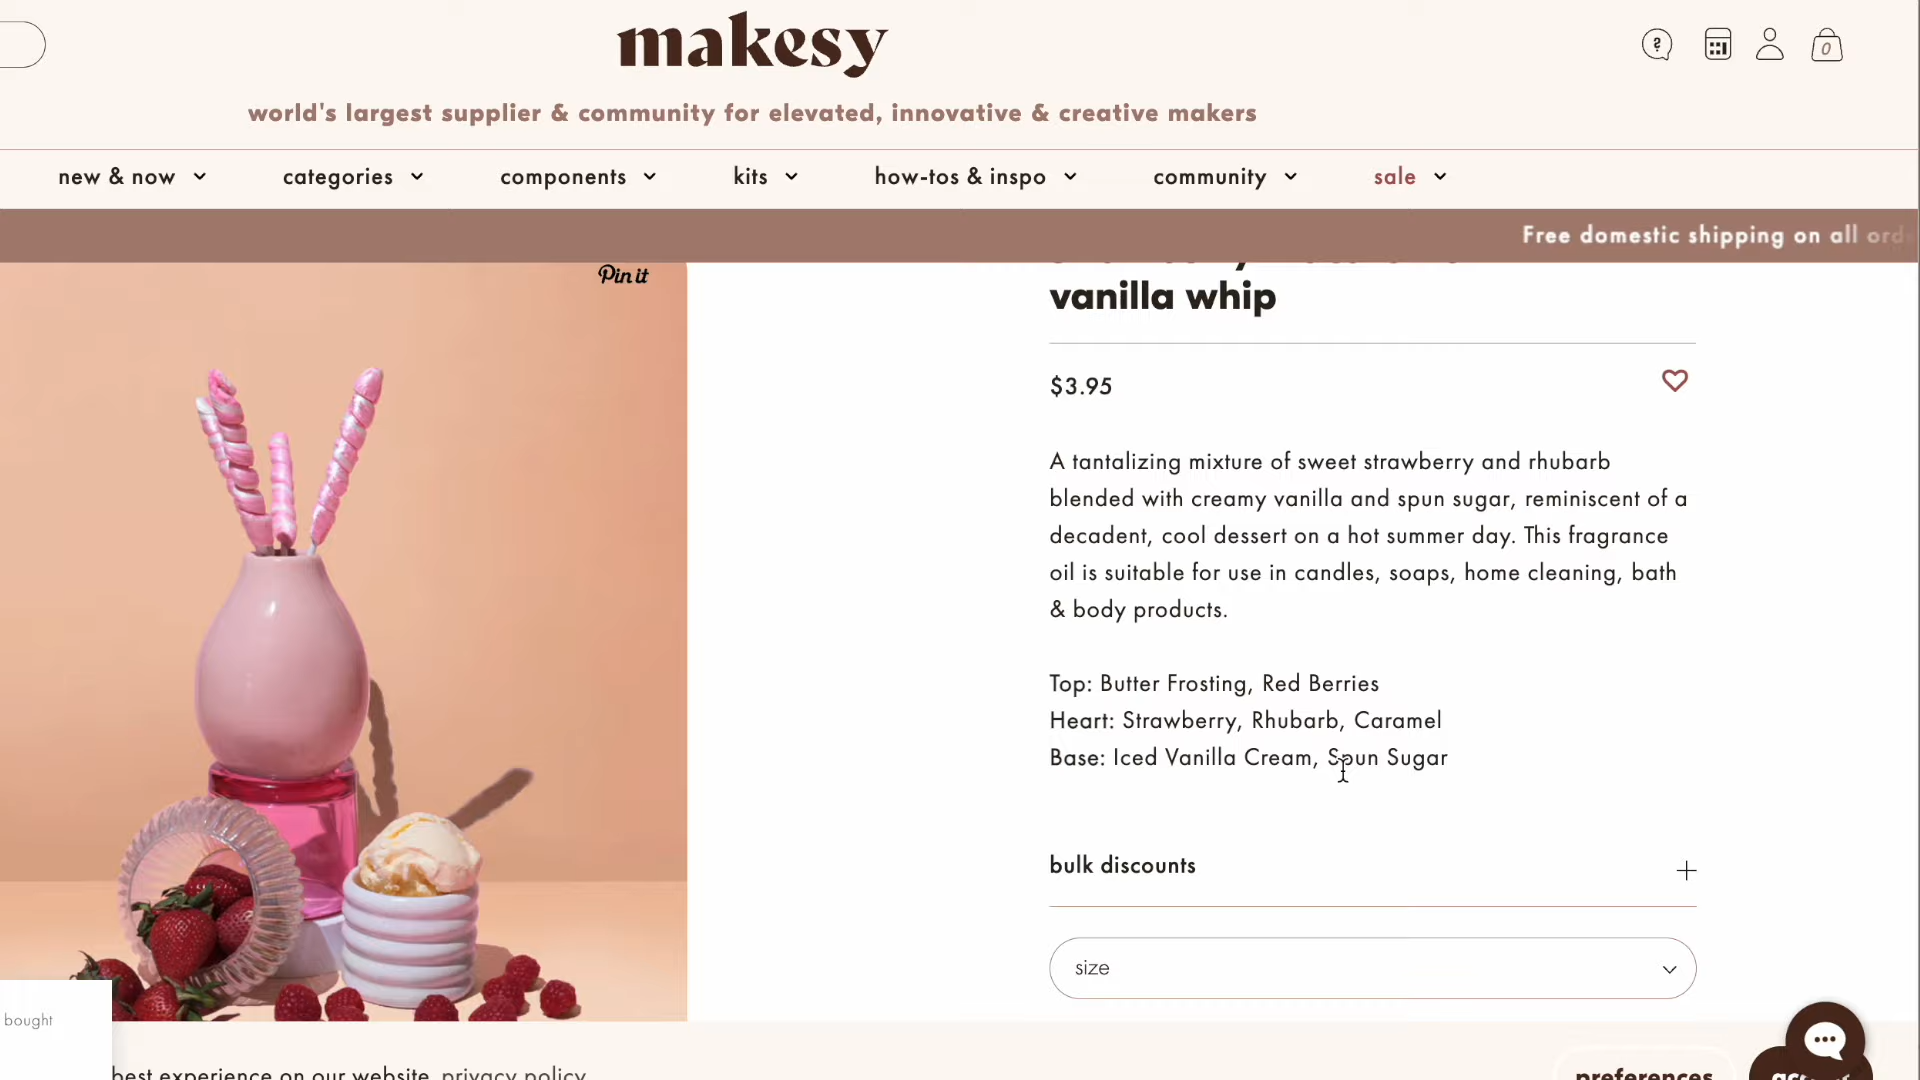 makesy
?
0
world's largest supplier & community for elevated, innovative & creative makers
new & now
categories
components
kits
how-tos & inspo
community
sale
Free domestic shipping on all ord
Pin it
vanilla whip
$3.95
A tantalizing mixture of sweet strawberry and rhubarb
blended with creamy vanilla and spun sugar, reminiscent of a
decadent, cool dessert on a hot summer day. This fragrance
oil is suitable for use in candles, soaps, home cleaning, bath
& body products.
Top: Butter Frosting, Red Berries
Heart: Strawberry, Rhubarb, Caramel
Base: Iced Vanilla Cream, Spun Sugar
bulk discounts
size
bought
best experience on our website. privacy policy
preferences